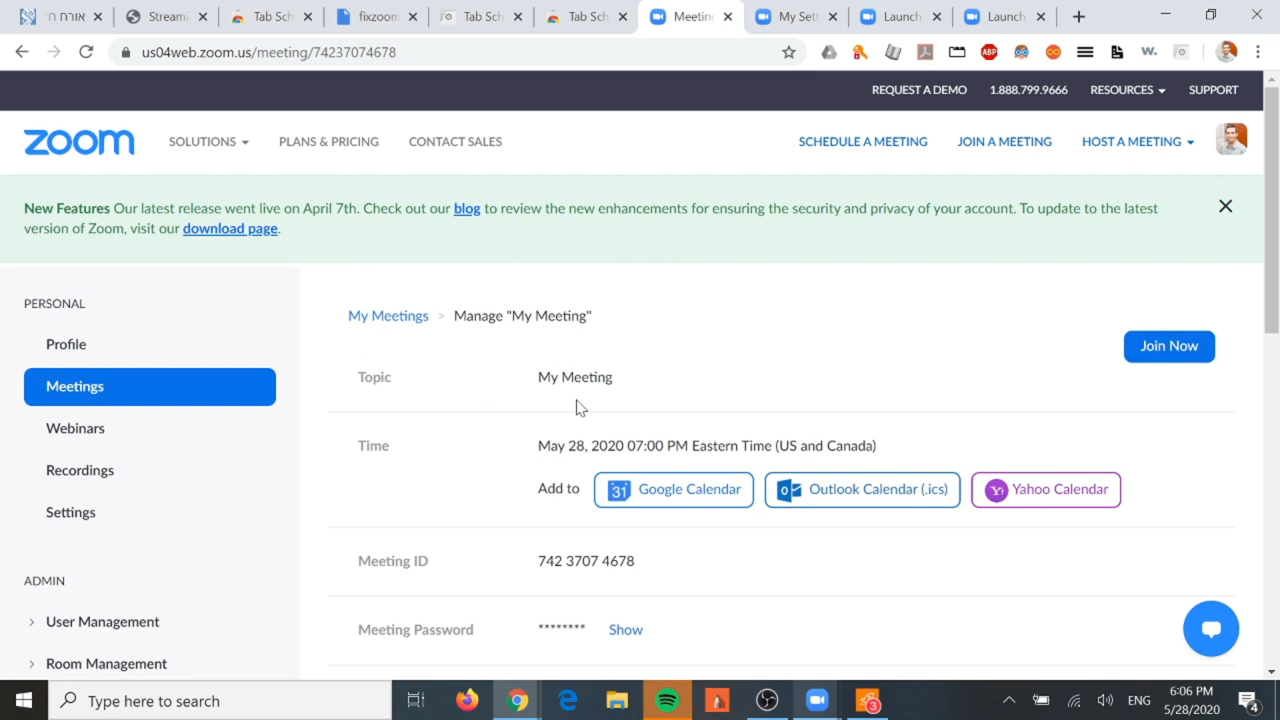 אורח חי
Streami
Tab Sch
fixzoom
Tab Sch
Tab Sch
Meetin
My Sett
Launch
Launch
us04web.zoom.us/meeting/74237074678
ABP
w.
REQUEST A DEMO 1.888.799.9666 RESOURCES SUPPORT
zoom SOLUTIONS PLANS & PRICING CONTACT SALES SCHEDULE A MEETING JOIN A MEETING HOST A MEETING
New Features Our latest release went live on April 7th. Check out our blog to review the new enhancements for ensuring the security and privacy of your account. To update to the latest
version of Zoom, visit our download page.
PERSONAL
Profile
Meetings
Webinars
Recordings
Settings
ADMIN
User Management
Room Management
My Meetings > Manage "My Meeting"
Join Now
Topic My Meeting
Time May 28, 2020 07:00 PM Eastern Time (US and Canada)
Add to 31 Google Calendar Outlook Calendar (.ics) Yahoo Calendar
Meeting ID 742 3707 4678
Meeting Password ******** Show
Type here to search
3
ENG
6:06 PM
5/28/2020
4